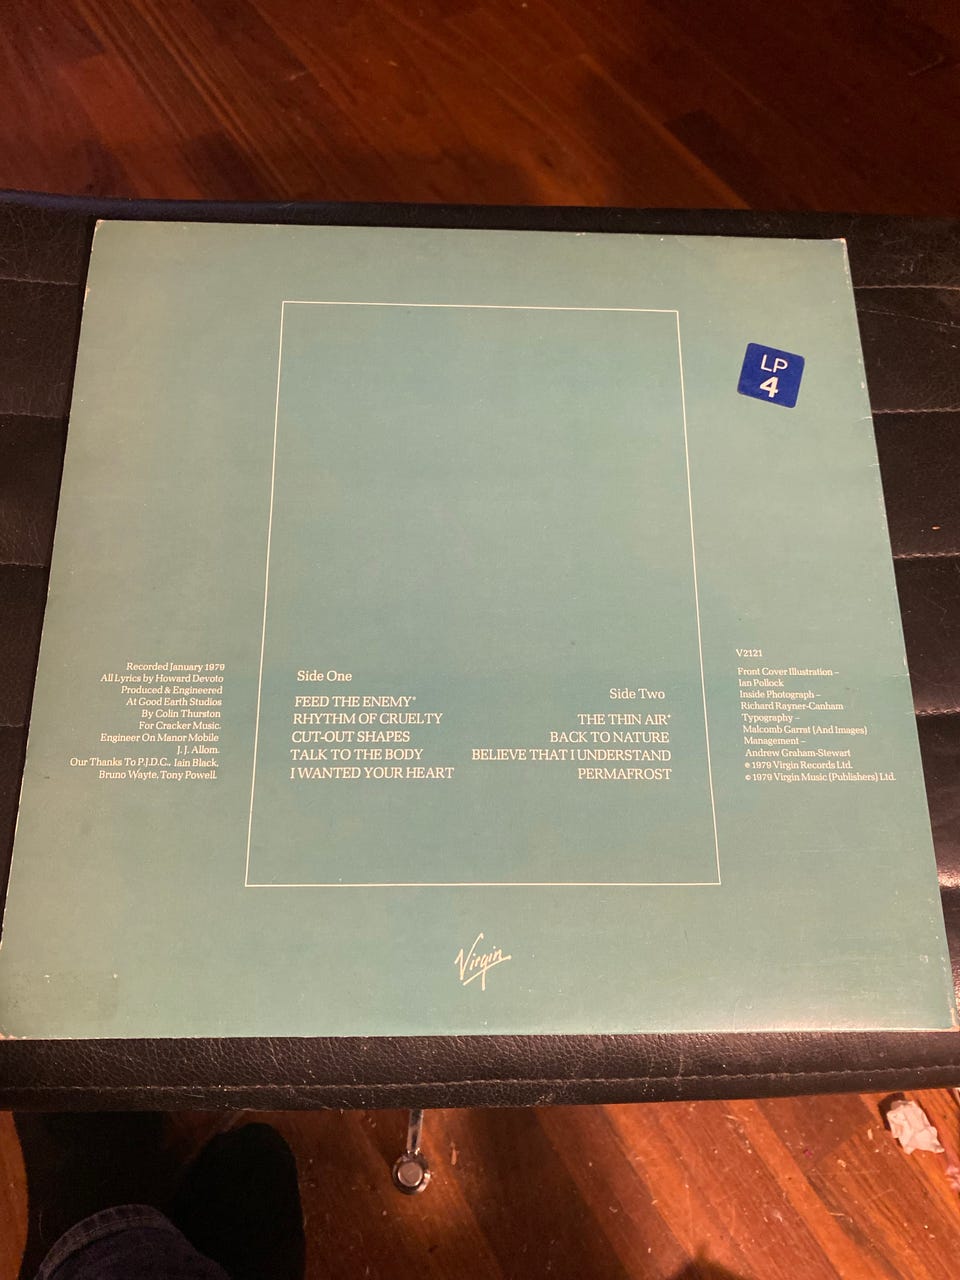 LP
4
Recorded January 1979
All Lyrics by Howard Devoto
Produced & Engineered
At Good Earth Studios
By Colin Thurston
For Cracker Music.
Engineer On Manor Mobile
J. J. Allom.
Our Thanks To P.J.D.C., Iain Black,
Bruno Wayte, Tony Powell.
Side One
FEED THE ENEMY*
RHYTHM OF CRUELTY
CUT-OUT SHAPES
TALK TO THE BODY
I WANTED YOUR HEART
Side Two
THE THIN AIR*
BACK TO NATURE
BELIEVE THAT I UNDERSTAND
PERMAFROST
V2121
Front Cover Illustration –
Ian Pollock
Inside Photograph –
Richard Rayner-Canham
Typography –
Malcomb Garrat (And Images)
Management –
Andrew Graham-Stewart
℗ 1979 Virgin Records Ltd.
© 1979 Virgin Music (Publishers) Ltd.
Virgin